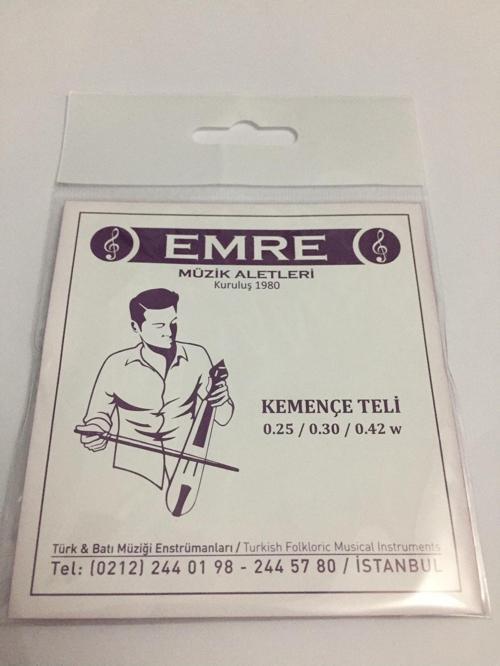 EMRE
MÜZİK ALETLERİ
Kuruluş 1980
KEMENÇE TELİ
0.25 / 0.30 / 0.42 w
Türk & Batı Müziği Enstrümanları / Turkish Folkloric Musical Instruments
Tel: (0212) 244 01 98 - 244 57 80 / İSTANBUL